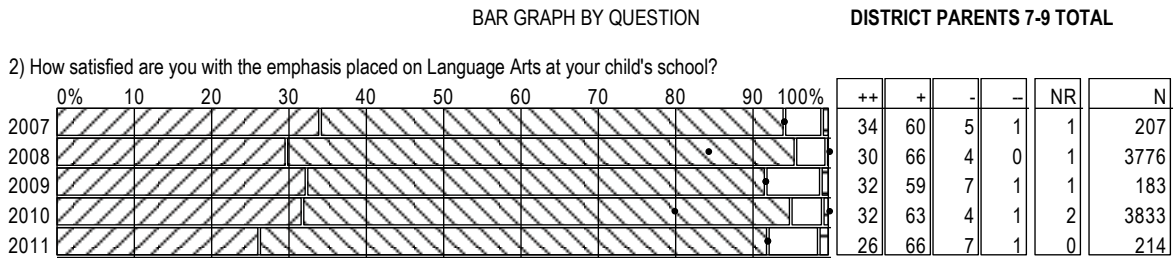 BAR GRAPH BY QUESTION DISTRICT PARENTS 7-9 TOTAL
2) How satisfied are you with the emphasis placed on Language Arts at your child's school?
0% 10 20 30 40 50 60 70 80 90 100% ++ + - -- NR N
2007 34 60 5 1 1 207
2008 30 66 4 0 1 3776
2009 32 59 7 1 1 183
2010 32 63 4 1 2 3833
2011 26 66 7 1 0 214